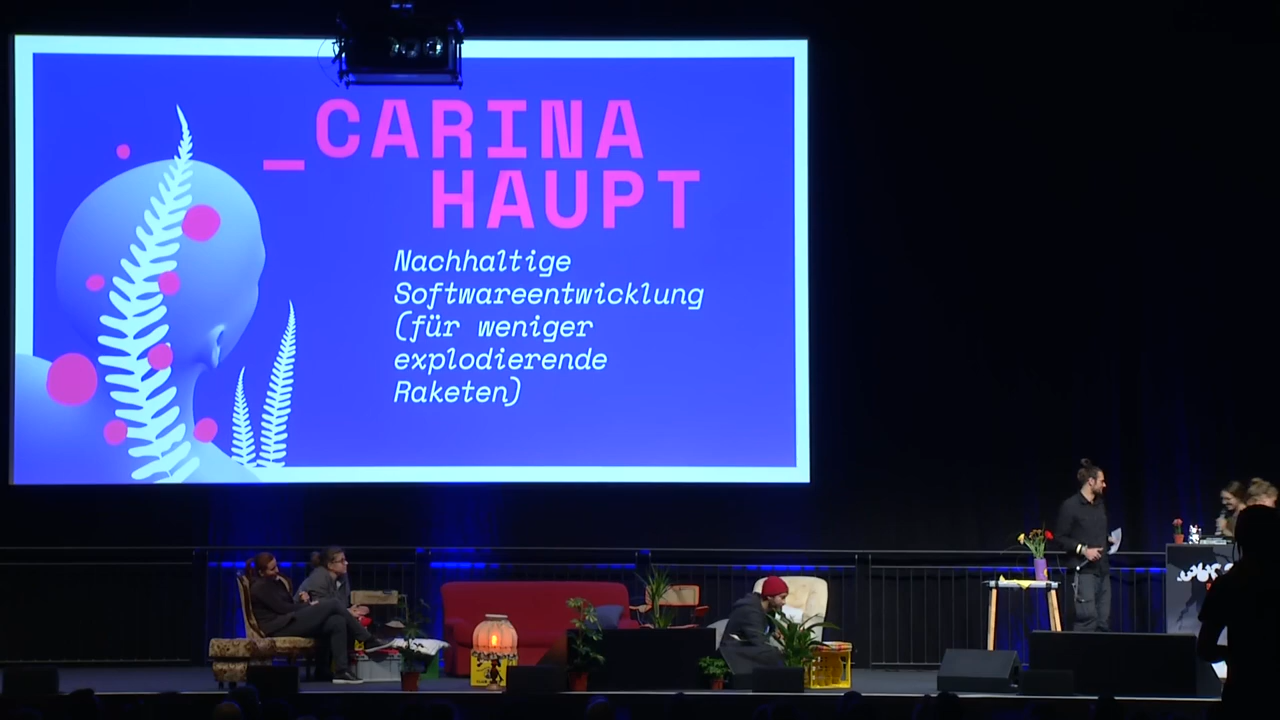 _CARINA
HAUPT
Nachhaltige
Softwareentwicklung
(für weniger
explodierende
Raketen)